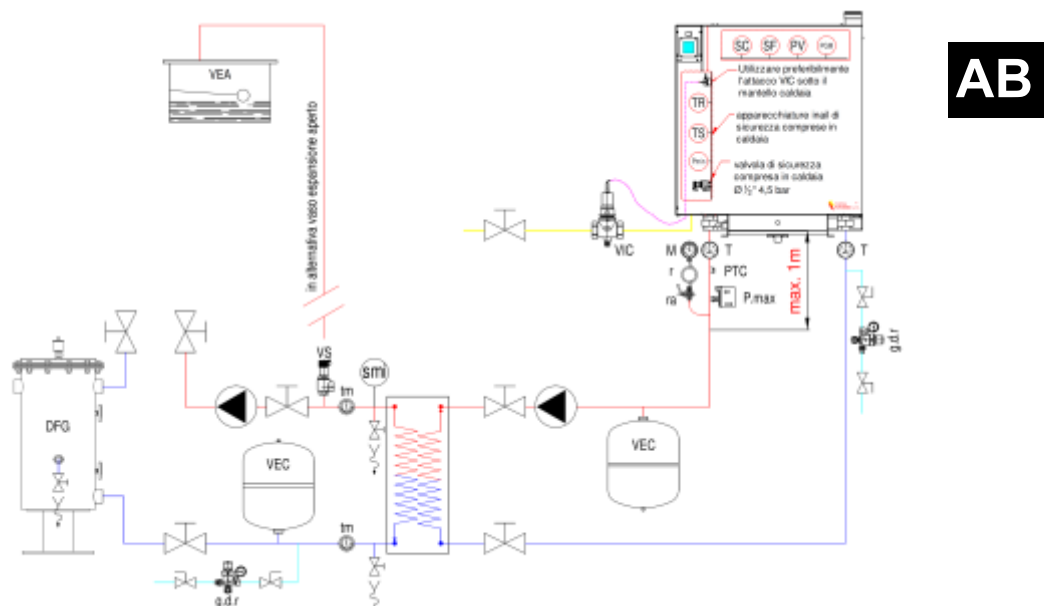 AB
VEA
in alternativa vaso espansione aperto
SC
SF
PV
Utilizzare preferibilmente
l'attacco VIC sotto il
mantello caldaia
TR
TS
apparecchiature inail di
sicurezza comprese in
caldaia
valvola di sicurezza
compresa in caldaia
Ø ½" 4,5 bar
VIC
M
T
T
r
PTC
ra
P.max
max. 1m
g.d.r
VS
tm
smi
DFG
VEC
VEC
tm
g.d.r